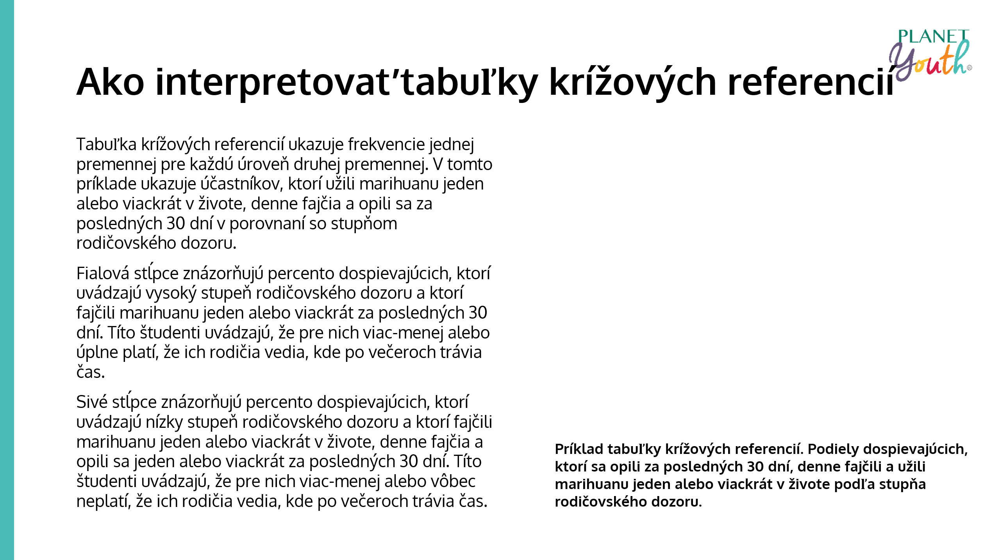 PLANET
Youth®
Ako interpretovať tabuľky krížových referencií
Tabuľka krížových referencií ukazuje frekvencie jednej
premennej pre každú úroveň druhej premennej. V tomto
príklade ukazuje účastníkov, ktorí užili marihuanu jeden
alebo viackrát v živote, denne fajčia a opili sa za
posledných 30 dní v porovnaní so stupňom
rodičovského dozoru.
Fialová stĺpce znázorňujú percento dospievajúcich, ktorí
uvádzajú vysoký stupeň rodičovského dozoru a ktorí
fajčili marihuanu jeden alebo viackrát za posledných 30
dní. Títo študenti uvádzajú, že pre nich viac-menej alebo
úplne platí, že ich rodičia vedia, kde po večeroch trávia
čas.
Sivé stĺpce znázorňujú percento dospievajúcich, ktorí
uvádzajú nízky stupeň rodičovského dozoru a ktorí fajčili
marihuanu jeden alebo viackrát v živote, denne fajčia a
opili sa jeden alebo viackrát za posledných 30 dní. Títo
študenti uvádzajú, že pre nich viac-menej alebo vôbec
neplatí, že ich rodičia vedia, kde po večeroch trávia čas.
Príklad tabuľky krížových referencií. Podiely dospievajúcich,
ktorí sa opili za posledných 30 dní, denne fajčili a užili
marihuanu jeden alebo viackrát v živote podľa stupňa
rodičovského dozoru.